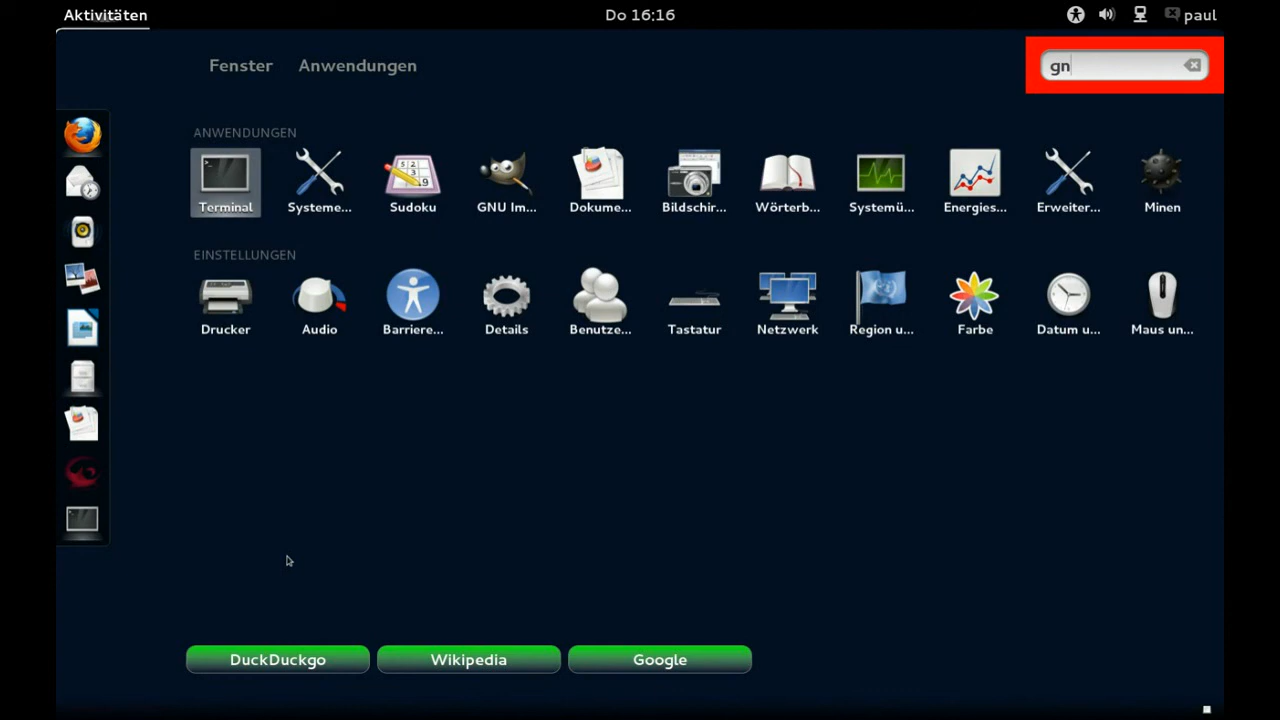 Aktivitäten Do 16:16 paul
Fenster Anwendungen gn
ANWENDUNGEN
Terminal Systeme... Sudoku GNU Im... Dokume... Bildschir... Wörterb... Systemü... Energies... Erweiter... Minen
EINSTELLUNGEN
Drucker Audio Barriere... Details Benutze... Tastatur Netzwerk Region u... Farbe Datum u... Maus un...
DuckDuckgo Wikipedia Google